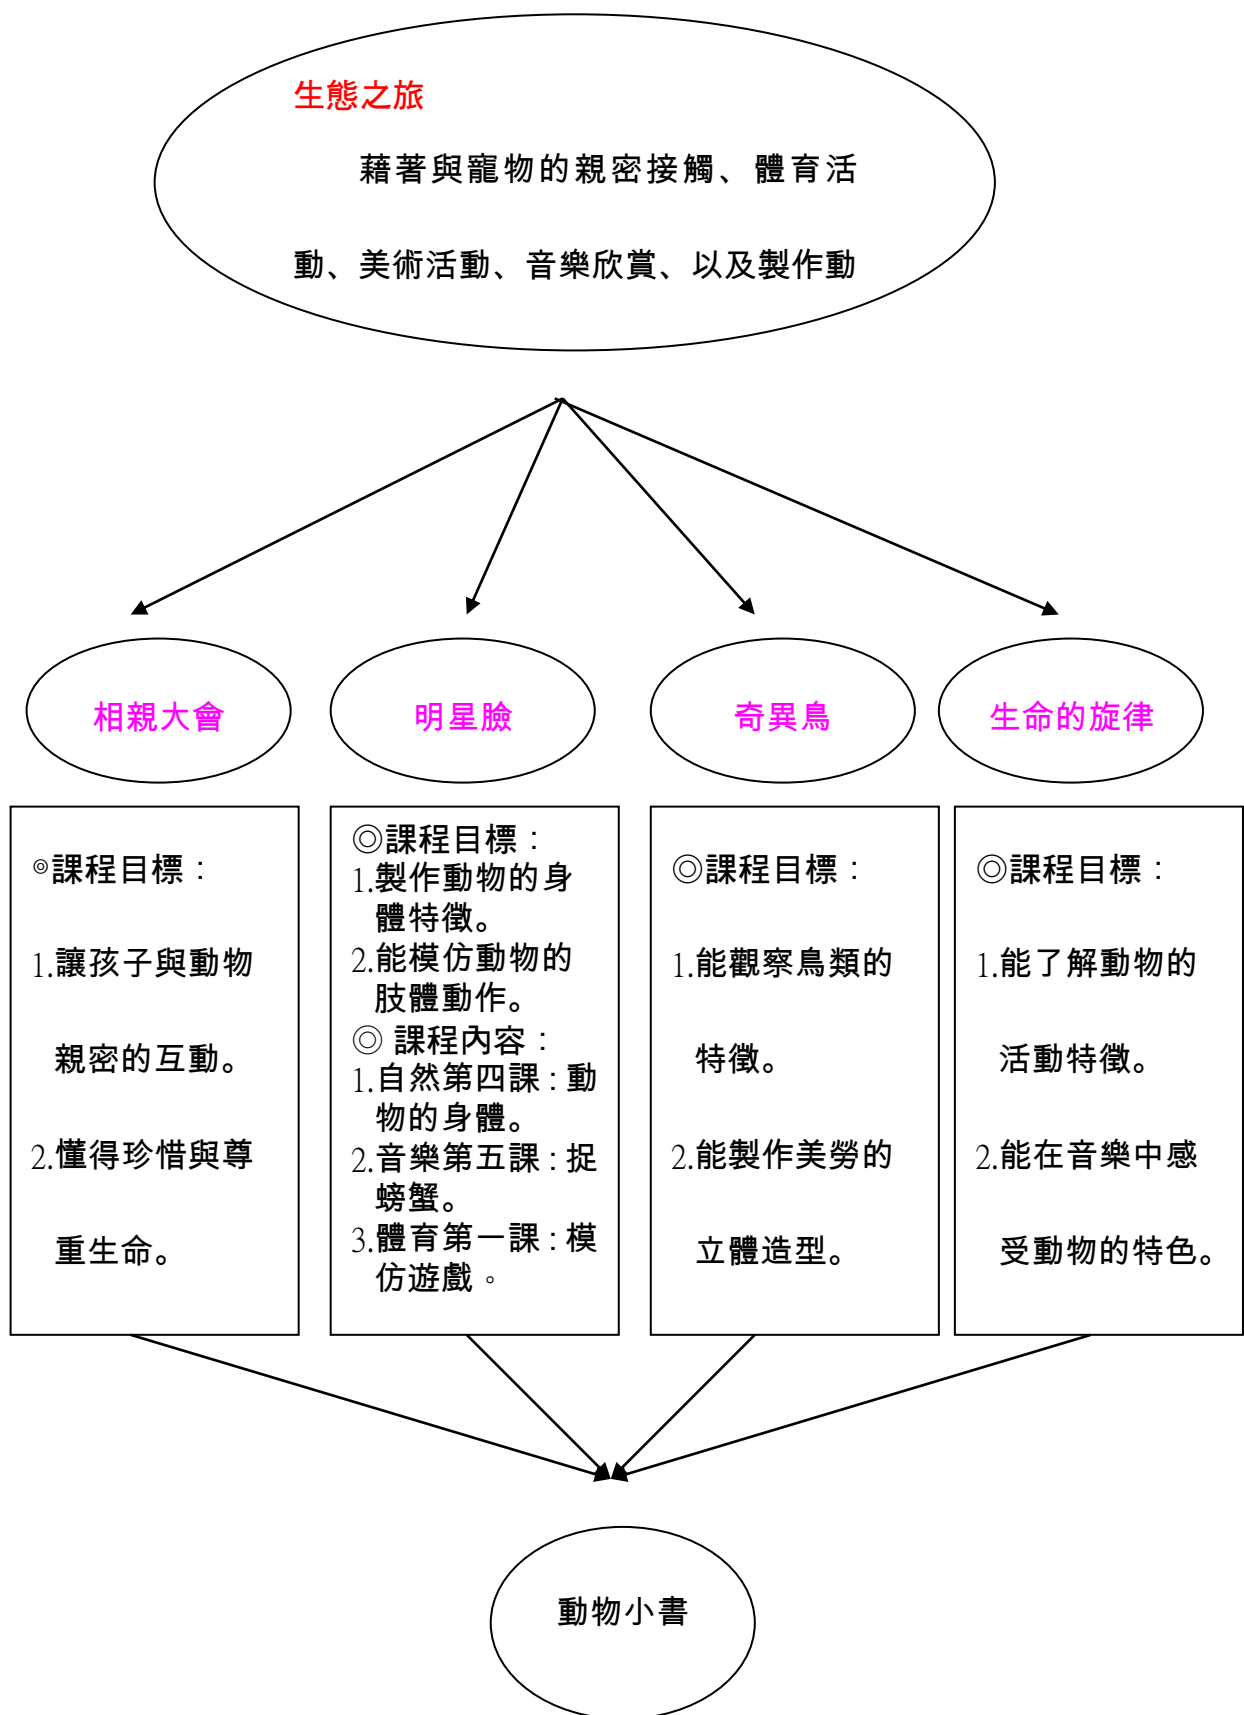 生態之旅
藉著與寵物的親密接觸、體育活
動、美術活動、音樂欣賞、以及製作動
相親大會
明星臉
奇異鳥
生命的旋律
◎課程目標：
1.讓孩子與動物
親密的互動。
2.懂得珍惜與尊
重生命。
◎課程目標：
1.製作動物的身
體特徵。
2.能模仿動物的
肢體動作。
◎ 課程內容：
1.自然第四課：動
物的身體。
2.音樂第五課：捉
螃蟹。
3.體育第一課：模
仿遊戲。
◎課程目標：
1.能觀察鳥類的
特徵。
2.能製作美勞的
立體造型。
◎課程目標：
1.能了解動物的
活動特徵。
2.能在音樂中感
受動物的特色。
動物小書